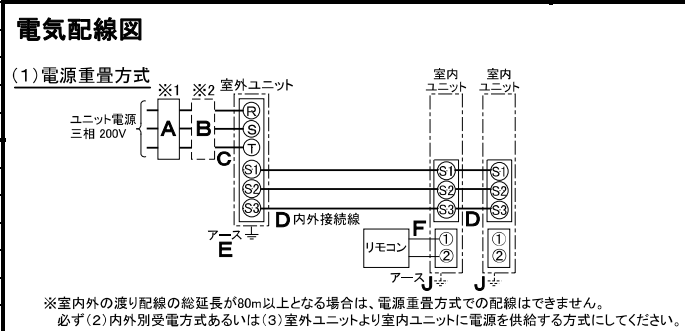 電気配線図
(1)電源重畳方式
※1 ※2 室外ユニット
室内ユニット 室内ユニット
ユニット電源
三相 200V
A B C
R
S
T
S1 S1 S1
S2 S2 S2
S3 S3 S3
D 内外接続線 D
アース
E
リモコン F
① ①
② ②
アース J J
※室内外の渡り配線の総延長が80m以上となる場合は、電源重畳方式での配線はできません。
必ず(2)内外別受電方式あるいは(3)室外ユニットより室内ユニットに電源を供給する方式にしてください。